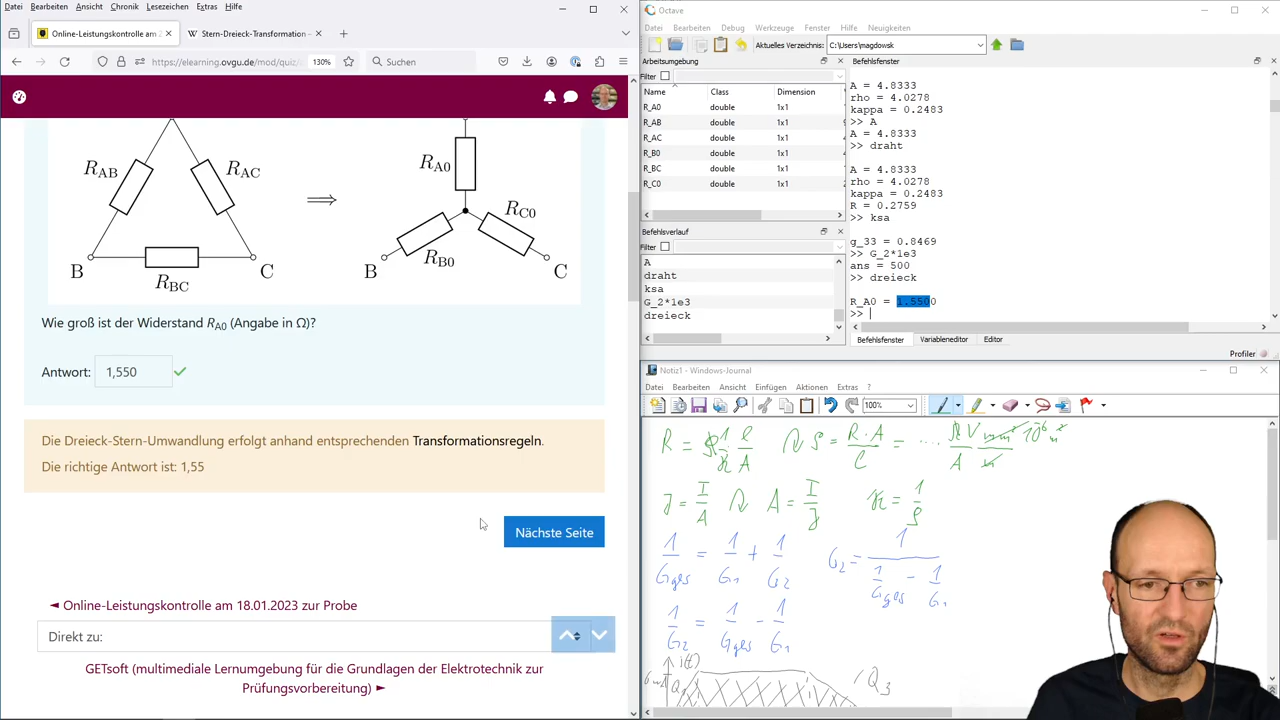 Datei Bearbeiten Ansicht Chronik Lesezeichen Extras Hilfe
Online-Leistungskontrolle am
Stern-Dreieck-Transformation –
https://elearning.ovgu.de/mod/quiz
130%
Suchen
R_AB
R_AC
R_BC
B
C
⇒
R_A0
R_B0
R_C0
B
C
Wie groß ist der Widerstand R_A0 (Angabe in Ω)?
Antwort: 1,550
Die Dreieck-Stern-Umwandlung erfolgt anhand entsprechenden Transformationsregeln.
Die richtige Antwort ist: 1,55
Nächste Seite
◄ Online-Leistungskontrolle am 18.01.2023 zur Probe
Direkt zu:
GETsoft (multimediale Lernumgebung für die Grundlagen der Elektrotechnik zur
Prüfungsvorbereitung) ►
Octave
Datei Bearbeiten Debug Werkzeuge Fenster Hilfe Neuigkeiten
Aktuelles Verzeichnis: C:\Users\magdowsk
Arbeitsumgebung
Filter
Name Class Dimension
R_A0 double 1x1
R_AB double 1x1
R_AC double 1x1
R_B0 double 1x1
R_BC double 1x1
R_C0 double 1x1
Befehlsverlauf
Filter
A
draht
ksa
G_2*1e3
dreieck
Befehlsfenster
A = 4.8333
rho = 4.0278
kappa = 0.2483
>> A
A = 4.8333
>> draht
A = 4.8333
rho = 4.0278
kappa = 0.2483
R = 0.2759
>> ksa
g_33 = 0.8469
>> G_2*1e3
ans = 500
>> dreieck
R_A0 = 1.5500
>>
Befehlsfenster Variableneditor Editor
Profiler
Notiz1 - Windows-Journal
Datei Bearbeiten Ansicht Einfügen Aktionen Extras ?
100%
J = I/A A = I/J κ = 1/ρ
1/G_ges = 1/G_1 + 1/G_2 G_2 = 1/(1/G_ges - 1/G_1)
1/G_2 = 1/G_ges - 1/G_1
i(t)
Q_3